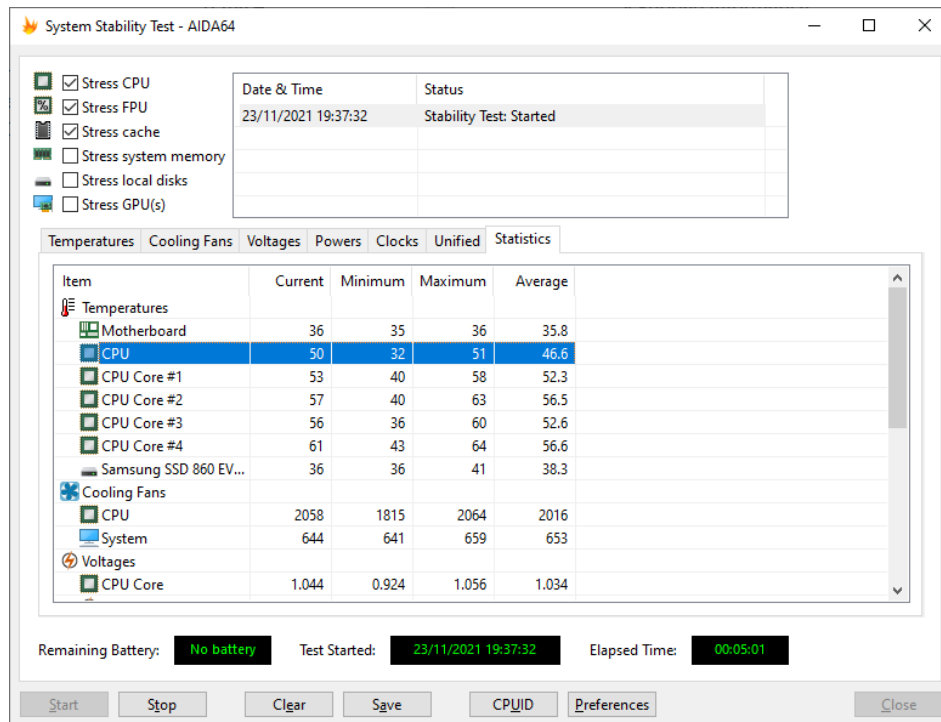 System Stability Test - AIDA64
Stress CPU
Stress FPU
Stress cache
Stress system memory
Stress local disks
Stress GPU(s)
Date & Time Status
23/11/2021 19:37:32 Stability Test: Started
Temperatures Cooling Fans Voltages Powers Clocks Unified Statistics
Item Current Minimum Maximum Average
Temperatures
Motherboard 36 35 36 35.8
CPU 50 32 51 46.6
CPU Core #1 53 40 58 52.3
CPU Core #2 57 40 63 56.5
CPU Core #3 56 36 60 52.6
CPU Core #4 61 43 64 56.6
Samsung SSD 860 EV... 36 36 41 38.3
Cooling Fans
CPU 2058 1815 2064 2016
System 644 641 659 653
Voltages
CPU Core 1.044 0.924 1.056 1.034
Remaining Battery: No battery Test Started: 23/11/2021 19:37:32 Elapsed Time: 00:05:01
Start Stop Clear Save CPUID Preferences Close